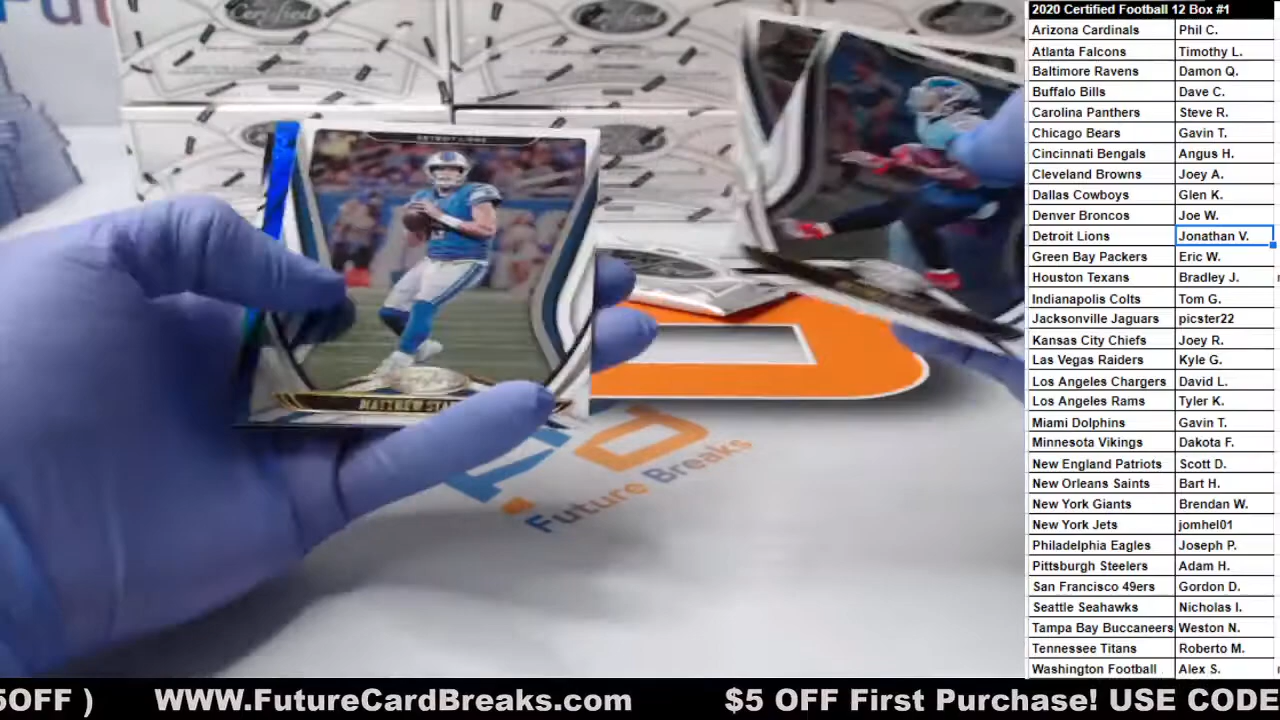 2020 Certified Football 12 Box #1
Arizona Cardinals Phil C.
Atlanta Falcons Timothy L.
Baltimore Ravens Damon Q.
Buffalo Bills Dave C.
Carolina Panthers Steve R.
Chicago Bears Gavin T.
Cincinnati Bengals Angus H.
Cleveland Browns Joey A.
Dallas Cowboys Glen K.
Denver Broncos Joe W.
Detroit Lions Jonathan V.
Green Bay Packers Eric W.
Houston Texans Bradley J.
Indianapolis Colts Tom G.
Jacksonville Jaguars picster22
Kansas City Chiefs Joey R.
Las Vegas Raiders Kyle G.
Los Angeles Chargers David L.
Los Angeles Rams Tyler K.
Miami Dolphins Gavin T.
Minnesota Vikings Dakota F.
New England Patriots Scott D.
New Orleans Saints Bart H.
New York Giants Brendan W.
New York Jets jomhel01
Philadelphia Eagles Joseph P.
Pittsburgh Steelers Adam H.
San Francisco 49ers Gordon D.
Seattle Seahawks Nicholas I.
Tampa Bay Buccaneers Weston N.
Tennessee Titans Roberto M.
Washington Football Alex S.
Certified
Certified
DETROIT LIONS
MATTHEW STA
Future Breaks
5OFF ) WWW.FutureCardBreaks.com $5 OFF First Purchase! USE CODE